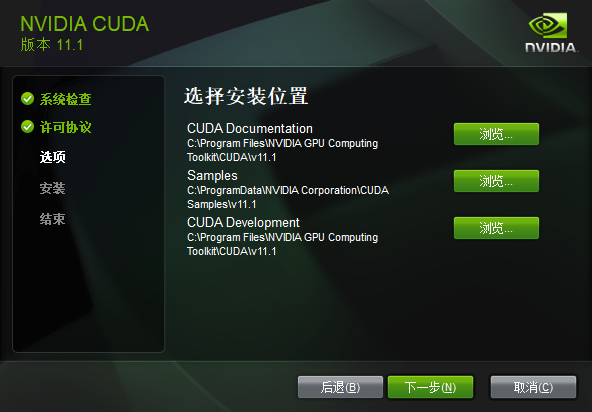 NVIDIA CUDA
版本 11.1
NVIDIA.
系统检查
许可协议
选项
安装
结束
选择安装位置
CUDA Documentation
C:\Program Files\NVIDIA GPU Computing
Toolkit\CUDA\v11.1
浏览...
Samples
C:\ProgramData\NVIDIA Corporation\CUDA
Samples\v11.1
浏览...
CUDA Development
C:\Program Files\NVIDIA GPU Computing
Toolkit\CUDA\v11.1
浏览...
后退(B)
下一步(N)
取消(C)